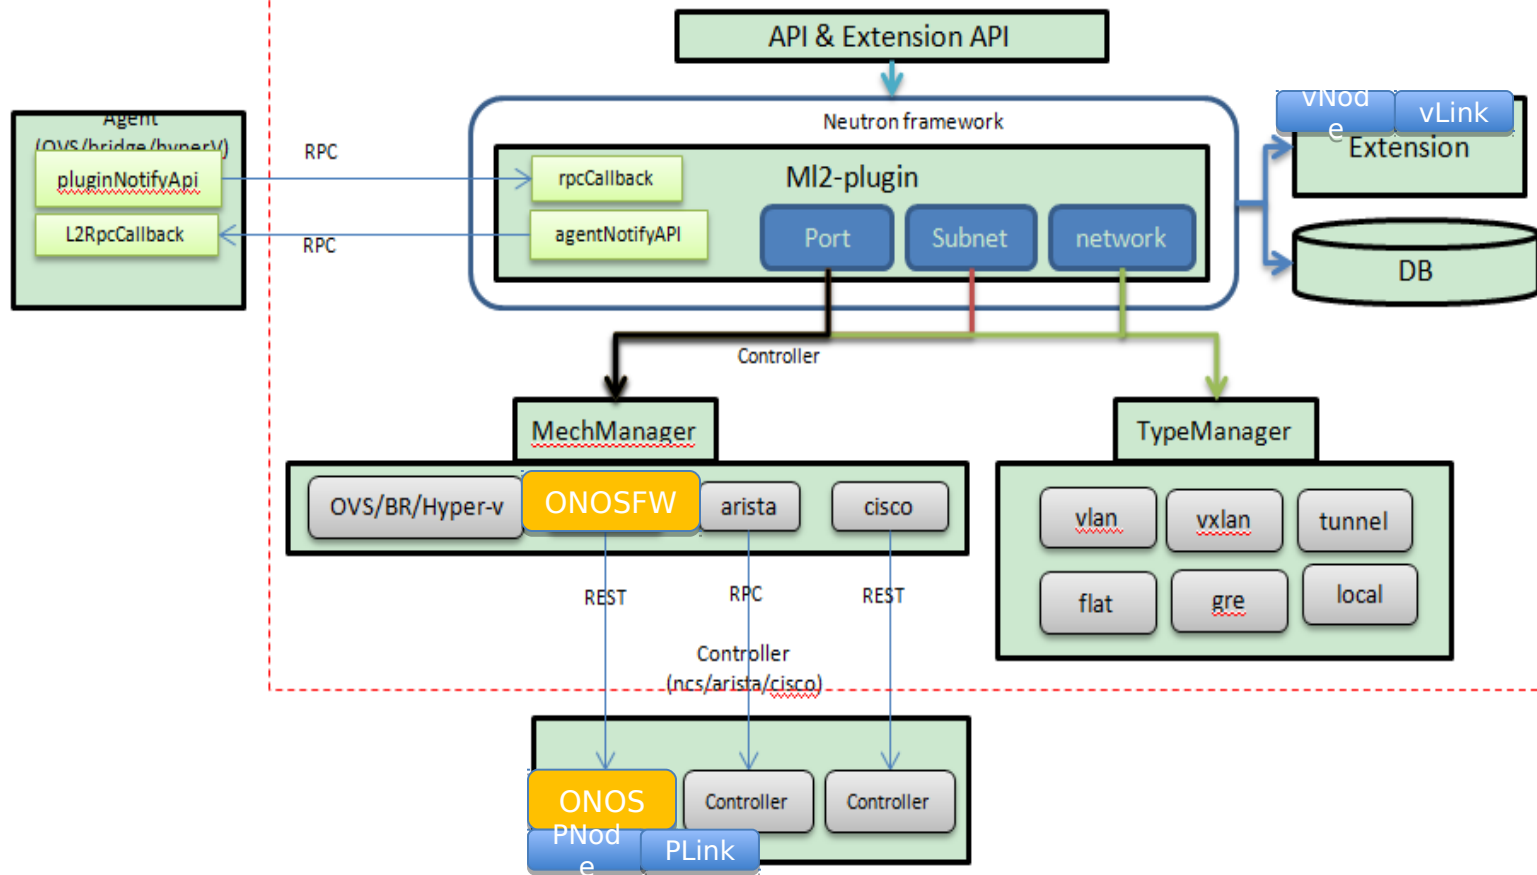 API & Extension API
Neutron framework
vNod
e
vLink
Extension
Agent
(OVS/bridge/hyperV)
pluginNotifyApi
L2RpcCallback
RPC
RPC
rpcCallback
agentNotifyAPI
Ml2-plugin
Port
Subnet
network
DB
Controller
MechManager
TypeManager
OVS/BR/Hyper-v
ONOSFW
arista
cisco
vlan
vxlan
tunnel
flat
gre
local
REST
RPC
REST
Controller
(ncs/arista/cisco)
ONOS
Controller
Controller
PNod
e
PLink